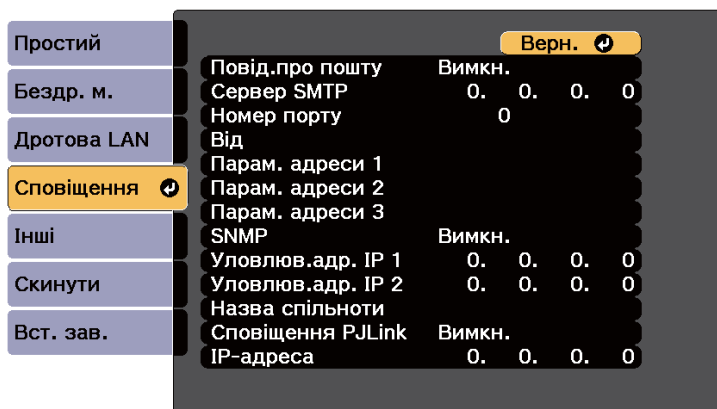 Простий
Бездр. м.
Дротова LAN
Сповіщення
Інші
Скинути
Вст. зав.
Верн.
Повід.про пошту Вимкн.
Сервер SMTP 0. 0. 0. 0
Номер порту 0
Від
Парам. адреси 1
Парам. адреси 2
Парам. адреси 3
SNMP Вимкн.
Уловлюв.адр. IP 1 0. 0. 0. 0
Уловлюв.адр. IP 2 0. 0. 0. 0
Назва спільноти
Сповіщення PJLink Вимкн.
IP-адреса 0. 0. 0. 0